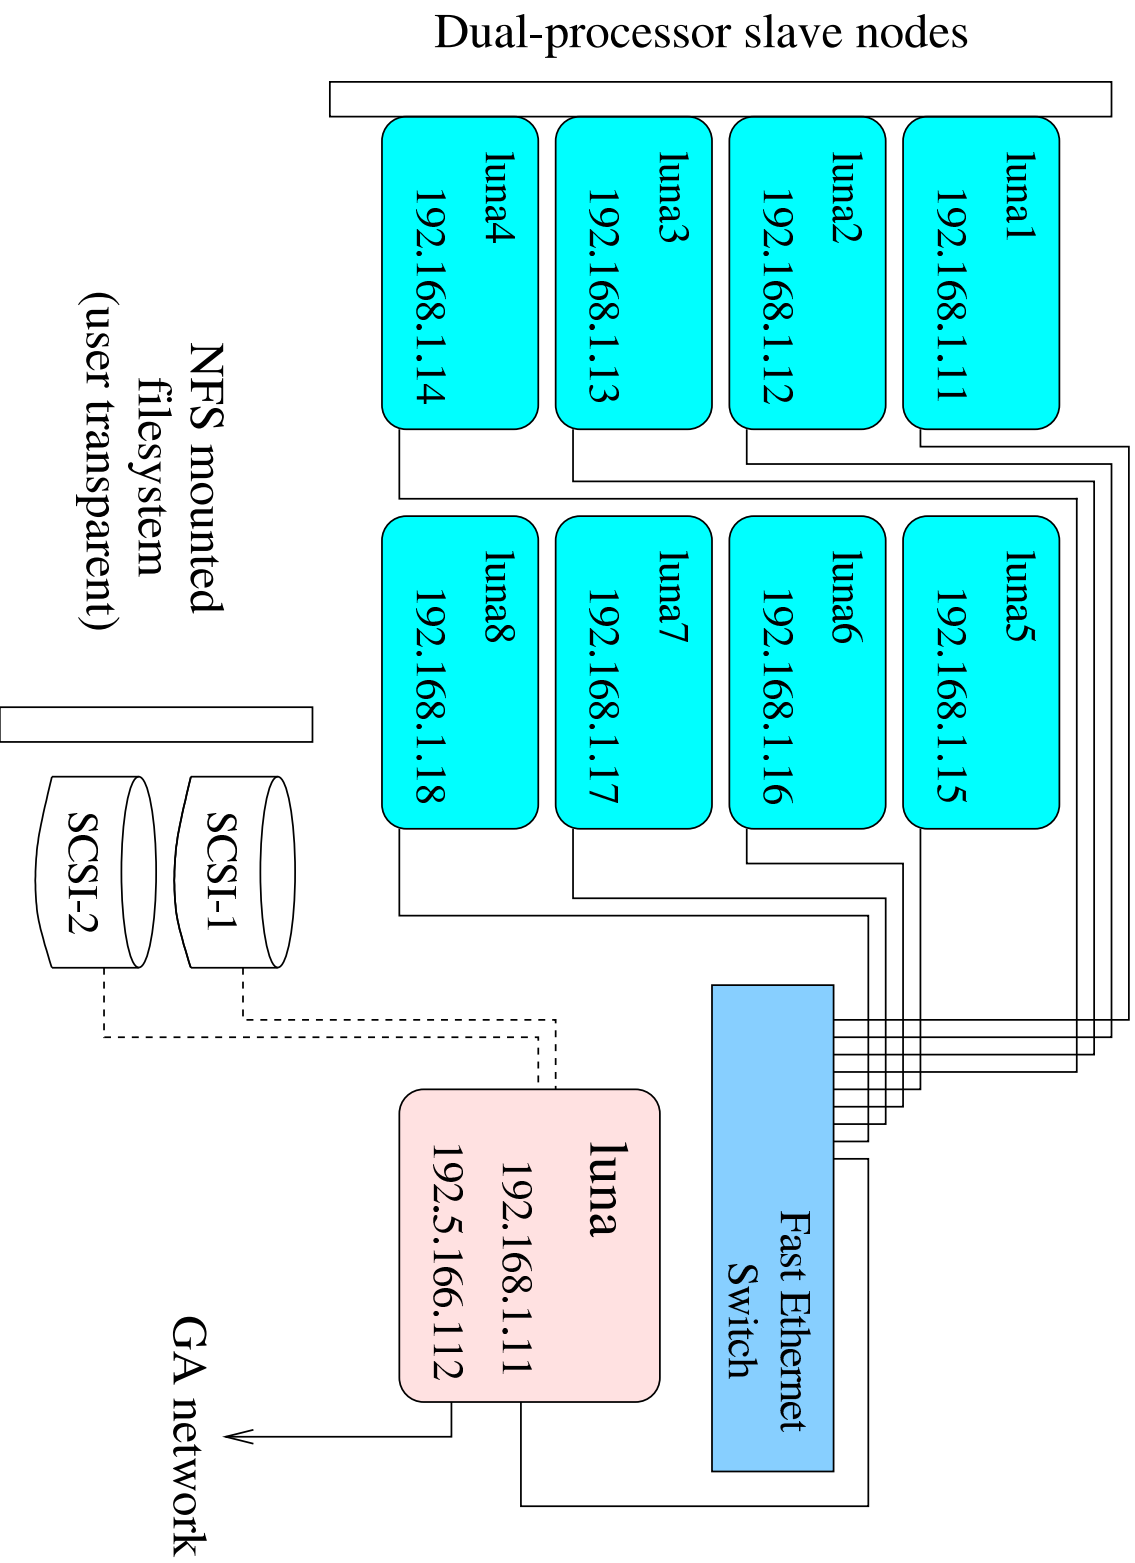 Dual-processor slave nodes
luna1
192.168.1.11
luna2
192.168.1.12
luna3
192.168.1.13
luna4
192.168.1.14
luna5
192.168.1.15
luna6
192.168.1.16
luna7
192.168.1.17
luna8
192.168.1.18
NFS mounted
filesystem
(user transparent)
SCSI-1
SCSI-2
Fast Ethernet
Switch
luna
192.168.1.11
192.5.166.112
GA network